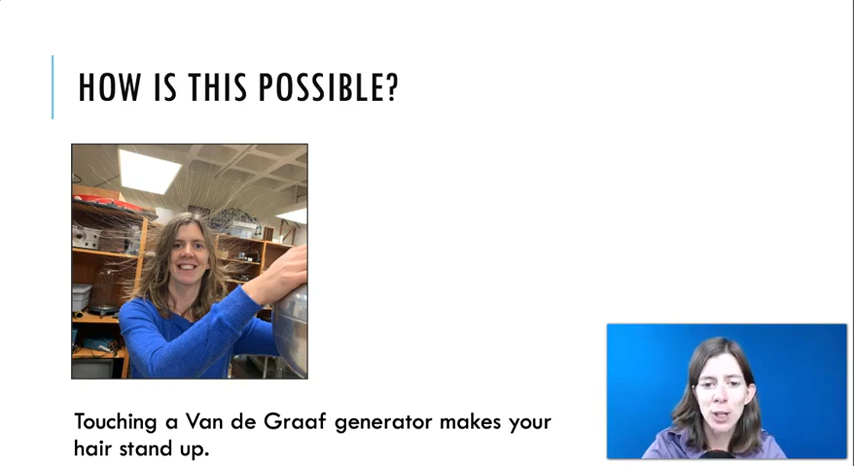 HOW IS THIS POSSIBLE?
Touching a Van de Graaf generator makes your
hair stand up.